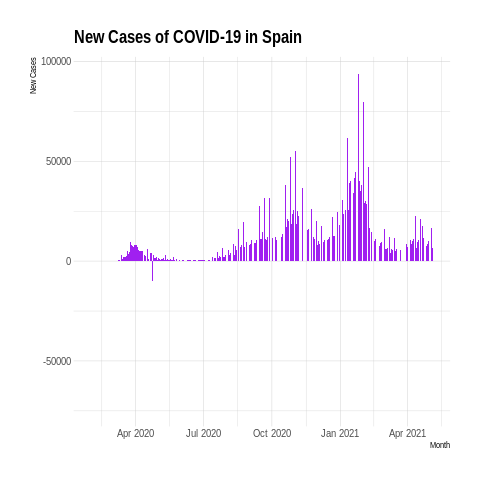 New Cases of COVID-19 in Spain
New Cases
100000
50000
0
-50000
Apr 2020 Jul 2020 Oct 2020 Jan 2021 Apr 2021
Month